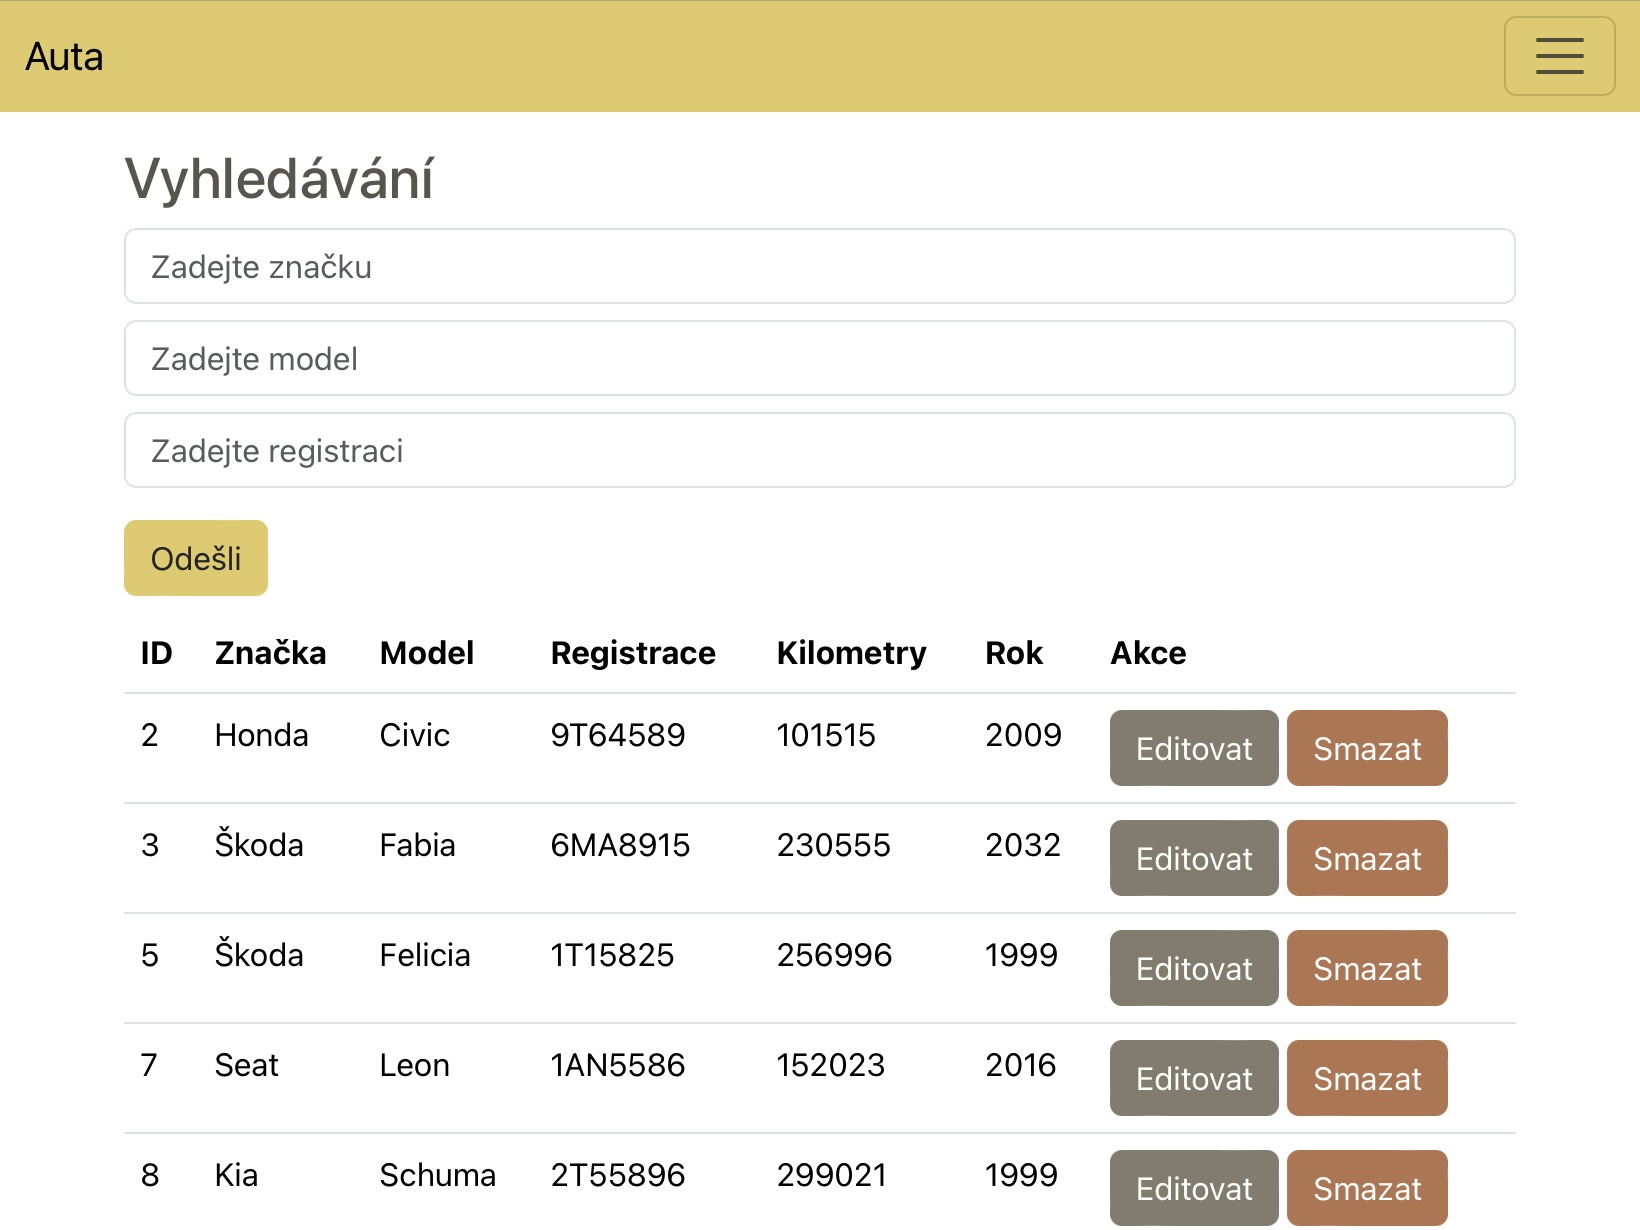 Auta
Vyhledávání
Zadejte značku
Zadejte model
Zadejte registraci
Odešli
ID Značka Model Registrace Kilometry Rok Akce
2 Honda Civic 9T64589 101515 2009 Editovat Smazat
3 Škoda Fabia 6MA8915 230555 2032 Editovat Smazat
5 Škoda Felicia 1T15825 256996 1999 Editovat Smazat
7 Seat Leon 1AN5586 152023 2016 Editovat Smazat
8 Kia Schuma 2T55896 299021 1999 Editovat Smazat